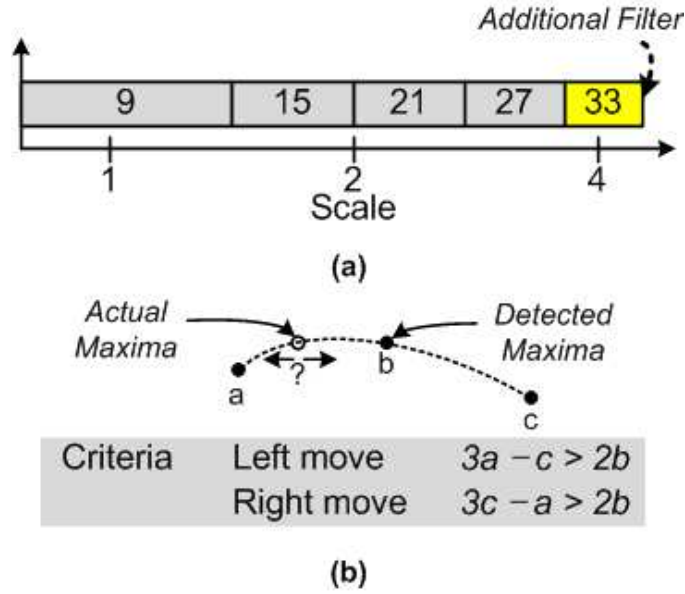 Additional Filter
9 15 21 27 33
1 2 4
Scale
(a)
Actual Detected
Maxima Maxima
? b
a
c
Criteria Left move 3a – c > 2b
Right move 3c – a > 2b
(b)